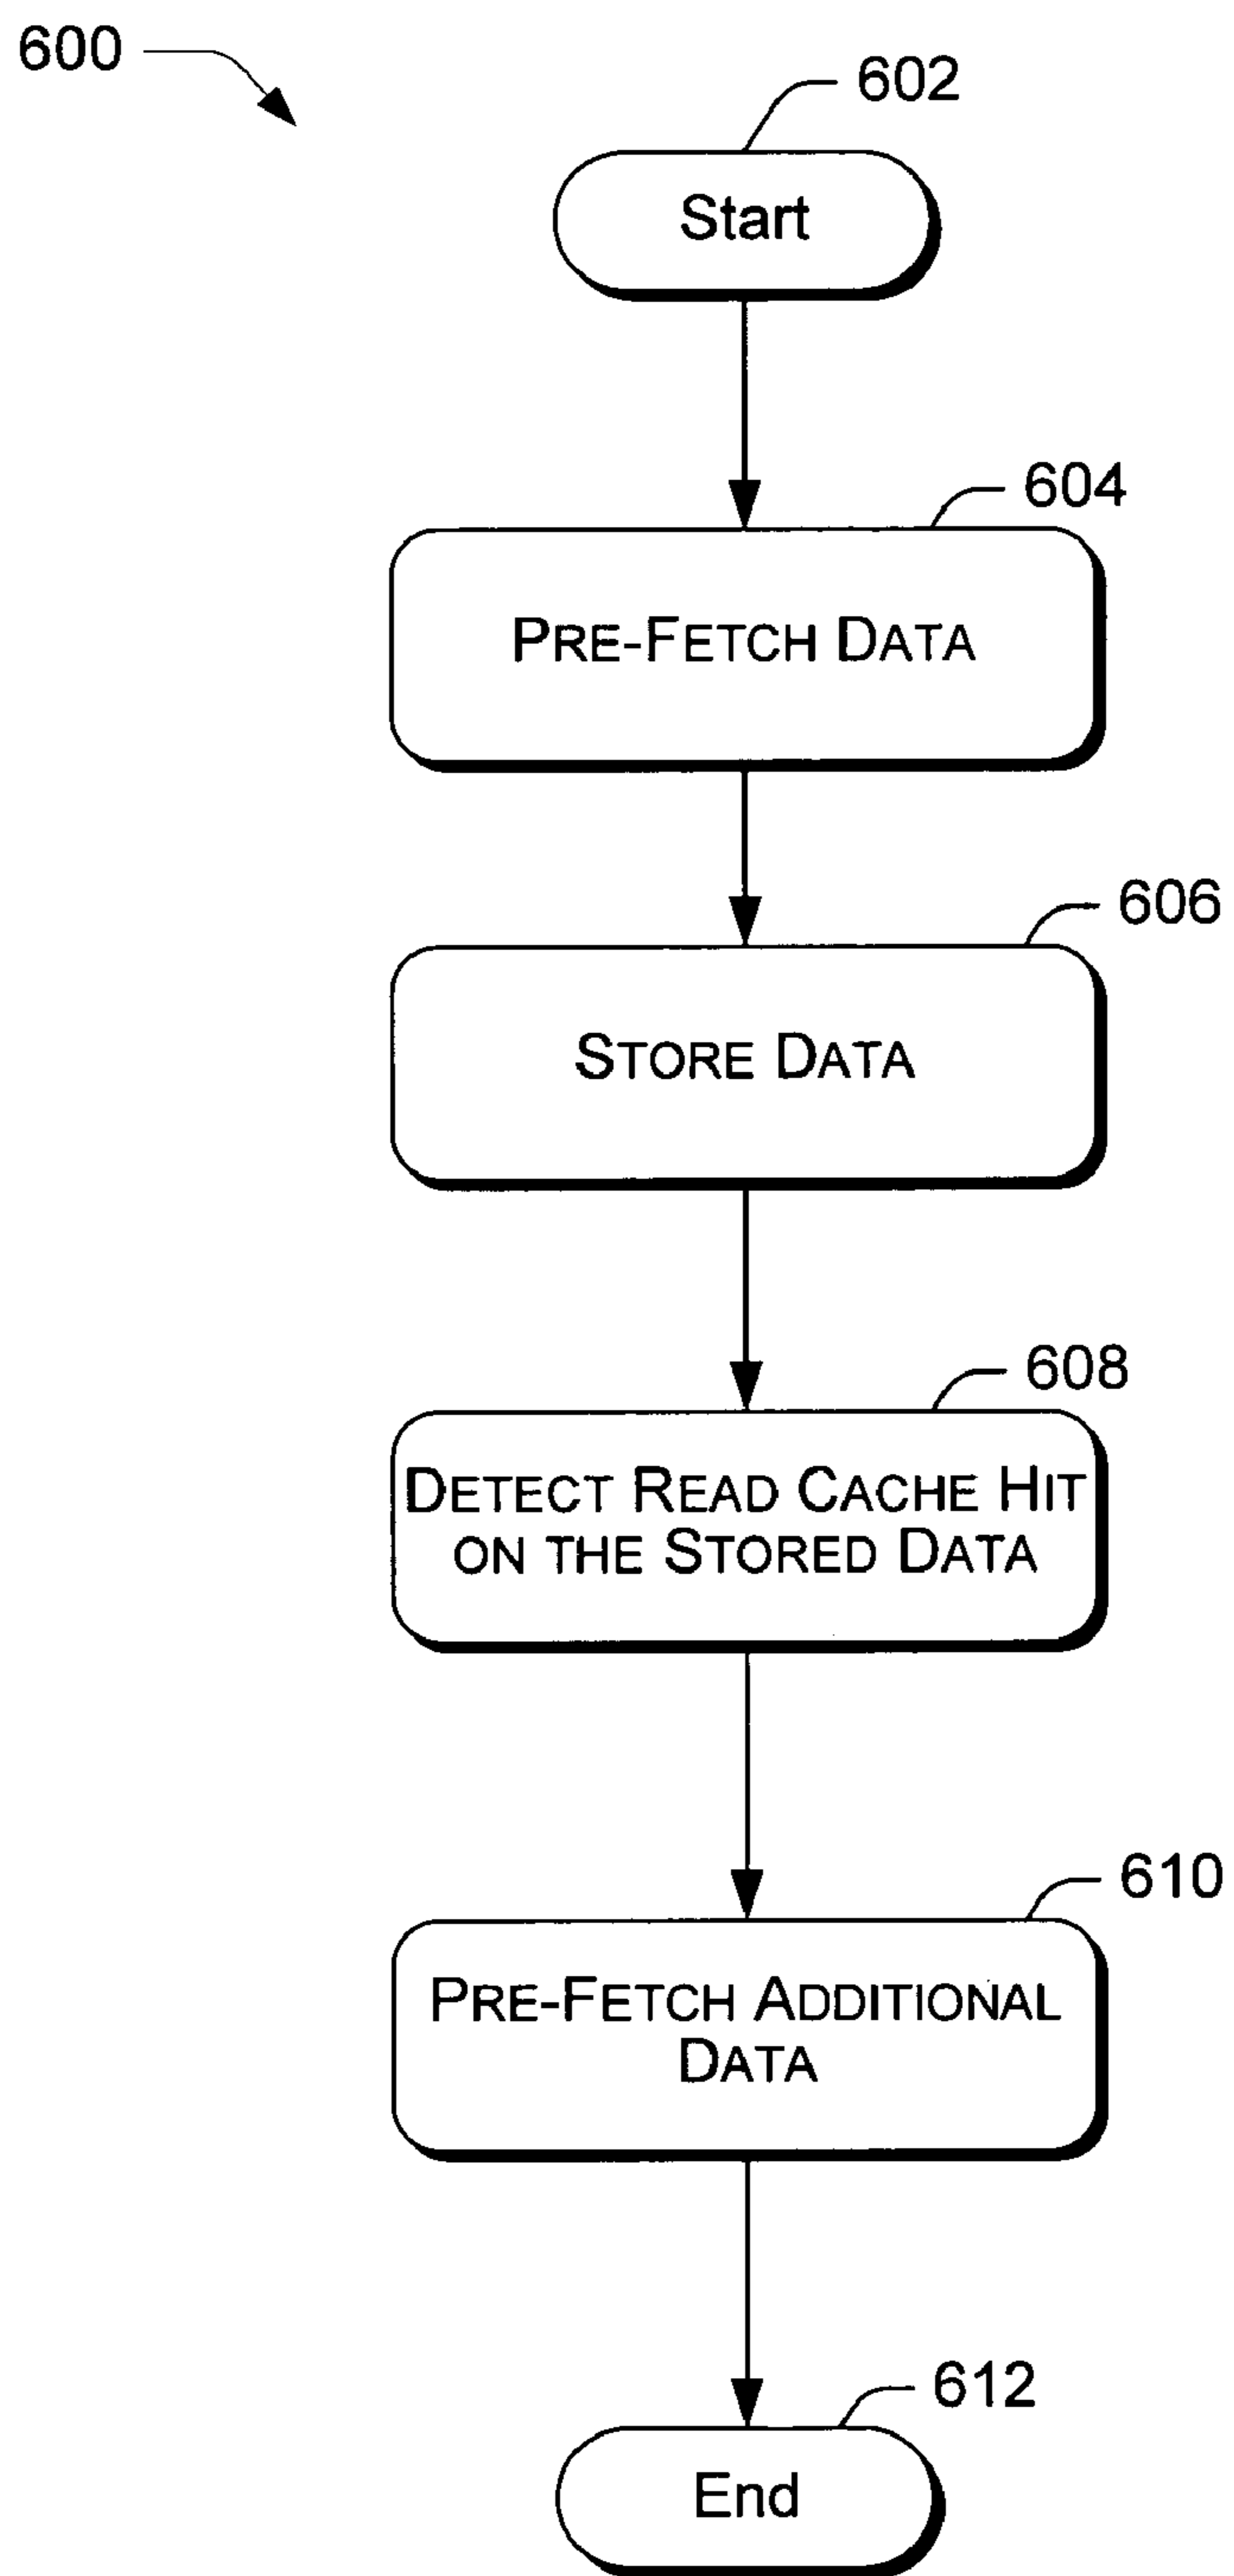 600
602
Start
604
PRE-FETCH DATA
606
STORE DATA
608
DETECT READ CACHE HIT
ON THE STORED DATA
610
PRE-FETCH ADDITIONAL
DATA
612
End